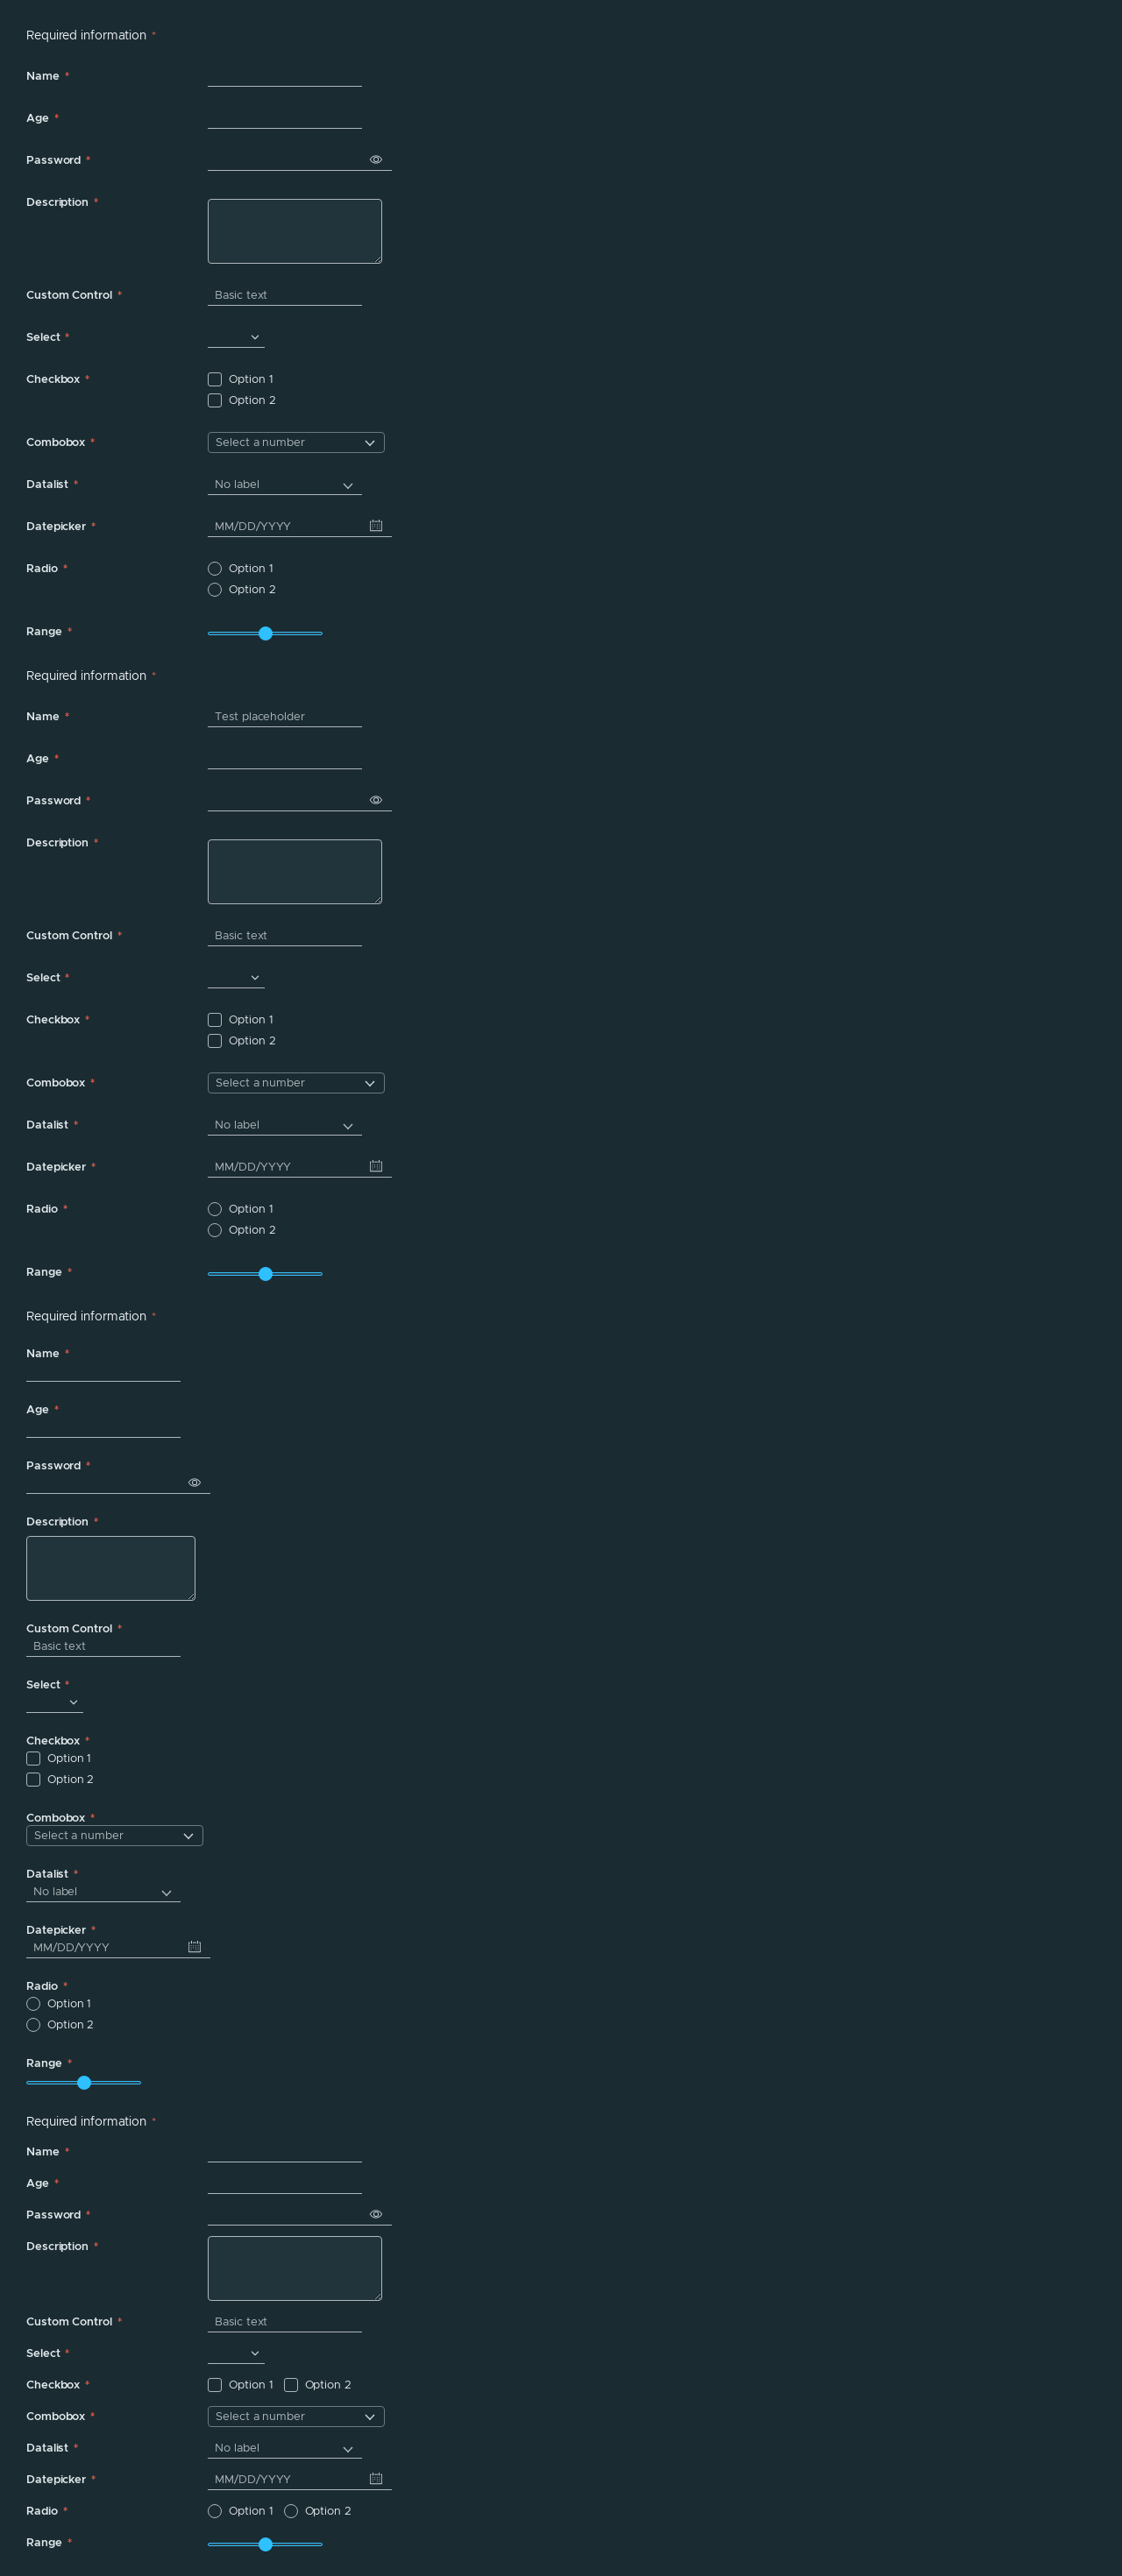 Required information *
Name *
Age *
Password *
Description *
Custom Control * Basic text
Select *
Checkbox * Option 1
Option 2
Combobox * Select a number
Datalist * No label
Datepicker * MM/DD/YYYY
Radio * Option 1
Option 2
Range *
Required information *
Name * Test placeholder
Age *
Password *
Description *
Custom Control * Basic text
Select *
Checkbox * Option 1
Option 2
Combobox * Select a number
Datalist * No label
Datepicker * MM/DD/YYYY
Radio * Option 1
Option 2
Range *
Required information *
Name *
Age *
Password *
Description *
Custom Control *
Basic text
Select *
Checkbox *
Option 1
Option 2
Combobox *
Select a number
Datalist *
No label
Datepicker *
MM/DD/YYYY
Radio *
Option 1
Option 2
Range *
Required information *
Name *
Age *
Password *
Description *
Custom Control * Basic text
Select *
Checkbox * Option 1 Option 2
Combobox * Select a number
Datalist * No label
Datepicker * MM/DD/YYYY
Radio * Option 1 Option 2
Range *